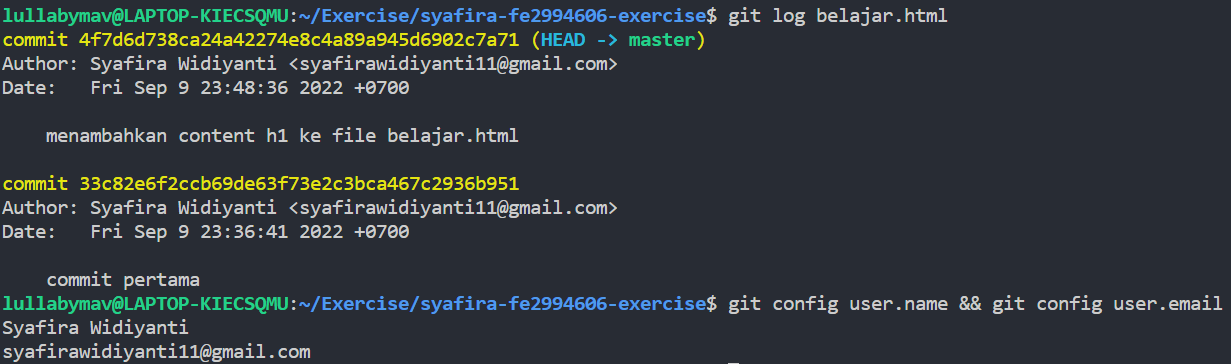 lullabymav@LAPTOP-KIECSQMU:~/Exercise/syafira-fe2994606-exercise$ git log belajar.html
commit 4f7d6d738ca24a42274e8c4a89a945d6902c7a71 (HEAD -> master)
Author: Syafira Widiyanti <syafirawidiyanti11@gmail.com>
Date:   Fri Sep 9 23:48:36 2022 +0700
menambahkan content h1 ke file belajar.html
commit 33c82e6f2ccb69de63f73e2c3bca467c2936b951
Author: Syafira Widiyanti <syafirawidiyanti11@gmail.com>
Date:   Fri Sep 9 23:36:41 2022 +0700
commit pertama
lullabymav@LAPTOP-KIECSQMU:~/Exercise/syafira-fe2994606-exercise$ git config user.name && git config user.email
Syafira Widiyanti
syafirawidiyanti11@gmail.com